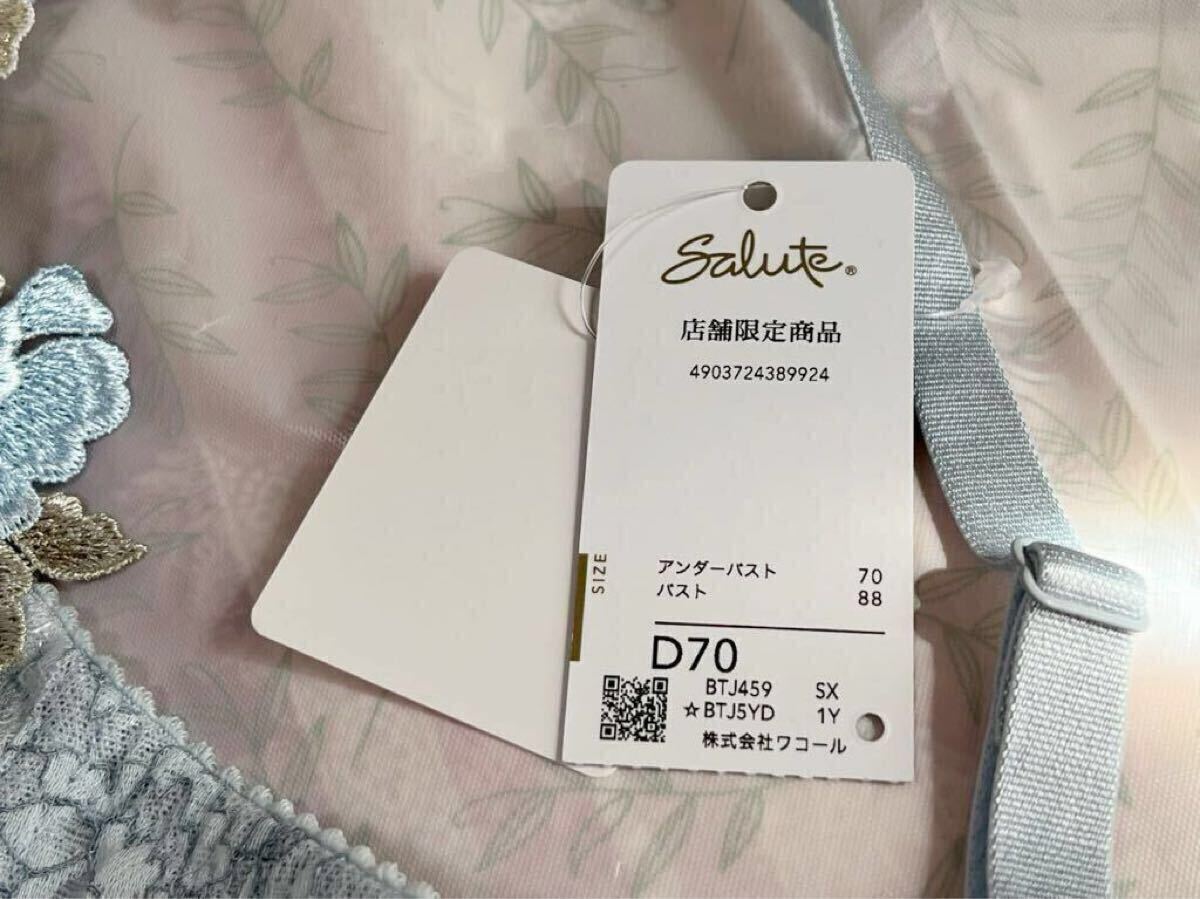 Salute®
店舗限定商品
4903724389924
SIZE
アンダーバスト 70
バスト 88
D70
BTJ459 SX
☆BTJ5YD 1Y
株式会社ワコール